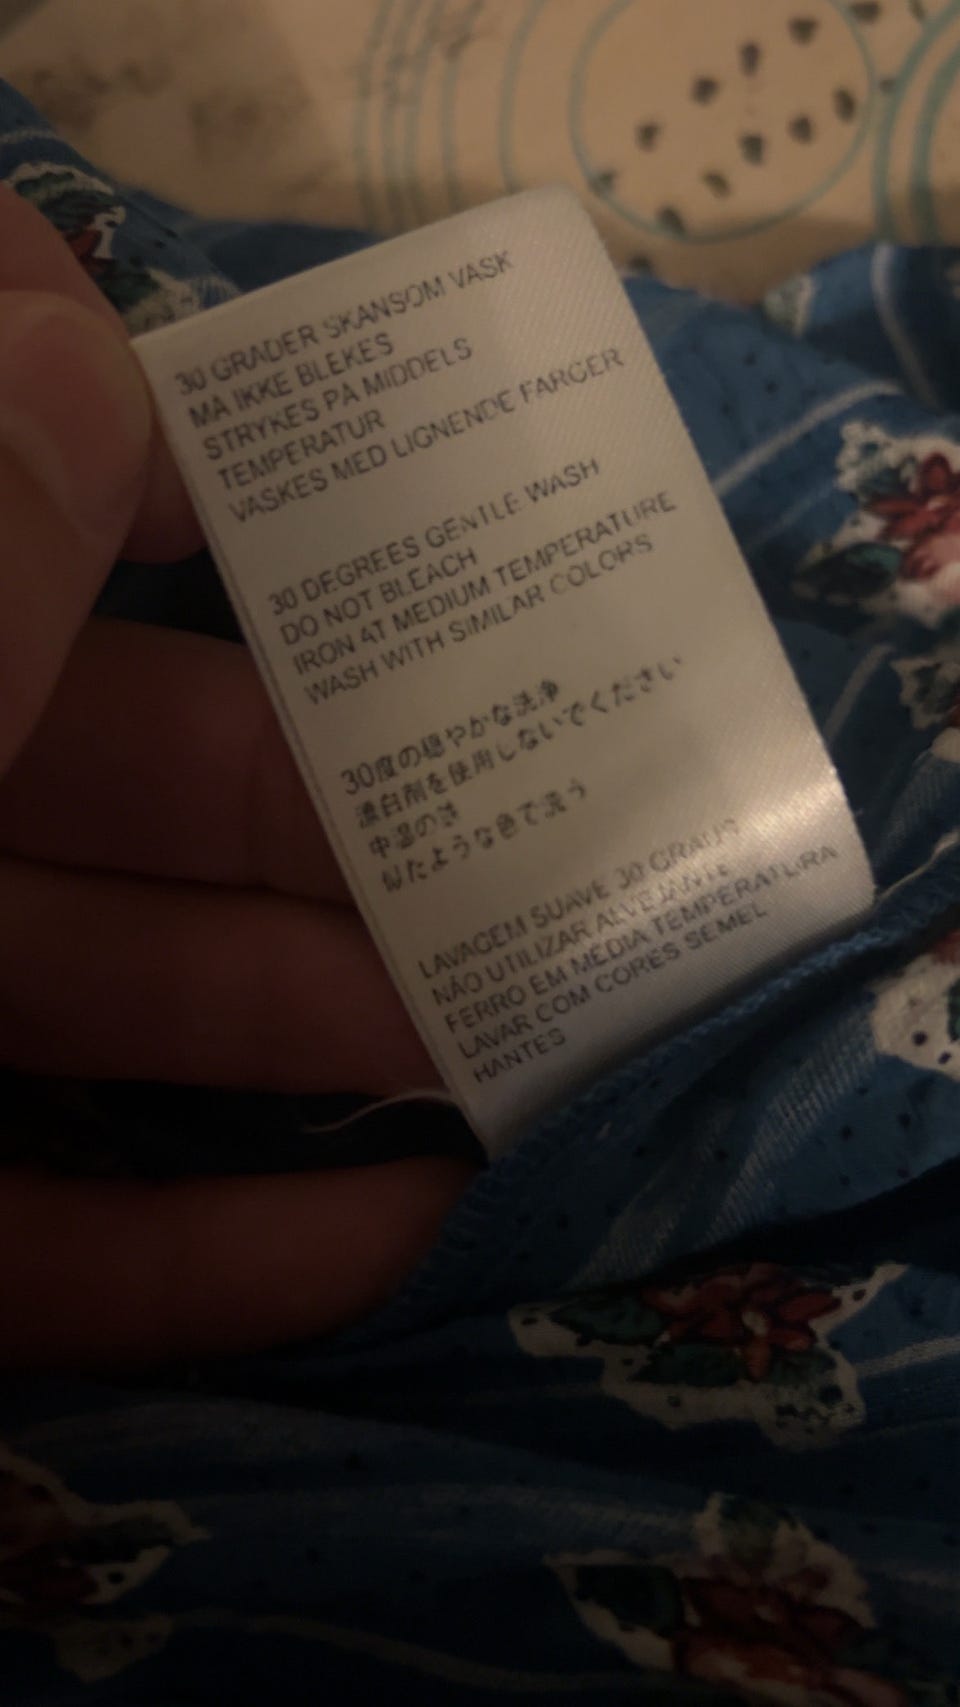 30 GRADER SKANSOM VASK
MA IKKE BLEKES
STRYKES PÅ MIDDELS
TEMPERATUR
VASKES MED LIGNENDE FARGER
30 DEGREES GENTLE WASH
DO NOT BLEACH
IRON AT MEDIUM TEMPERATURE
WASH WITH SIMILAR COLORS
30度の穏やかな洗浄
漂白剤を使用しないでください
中温の
似たような色で洗う
LAVAGEM SUAVE 30 GRAUS
NÃO UTILIZAR ALVEJANTE
FERRO EM MÉDIA TEMPERATURA
LAVAR COM CORES SEMEL
HANTES